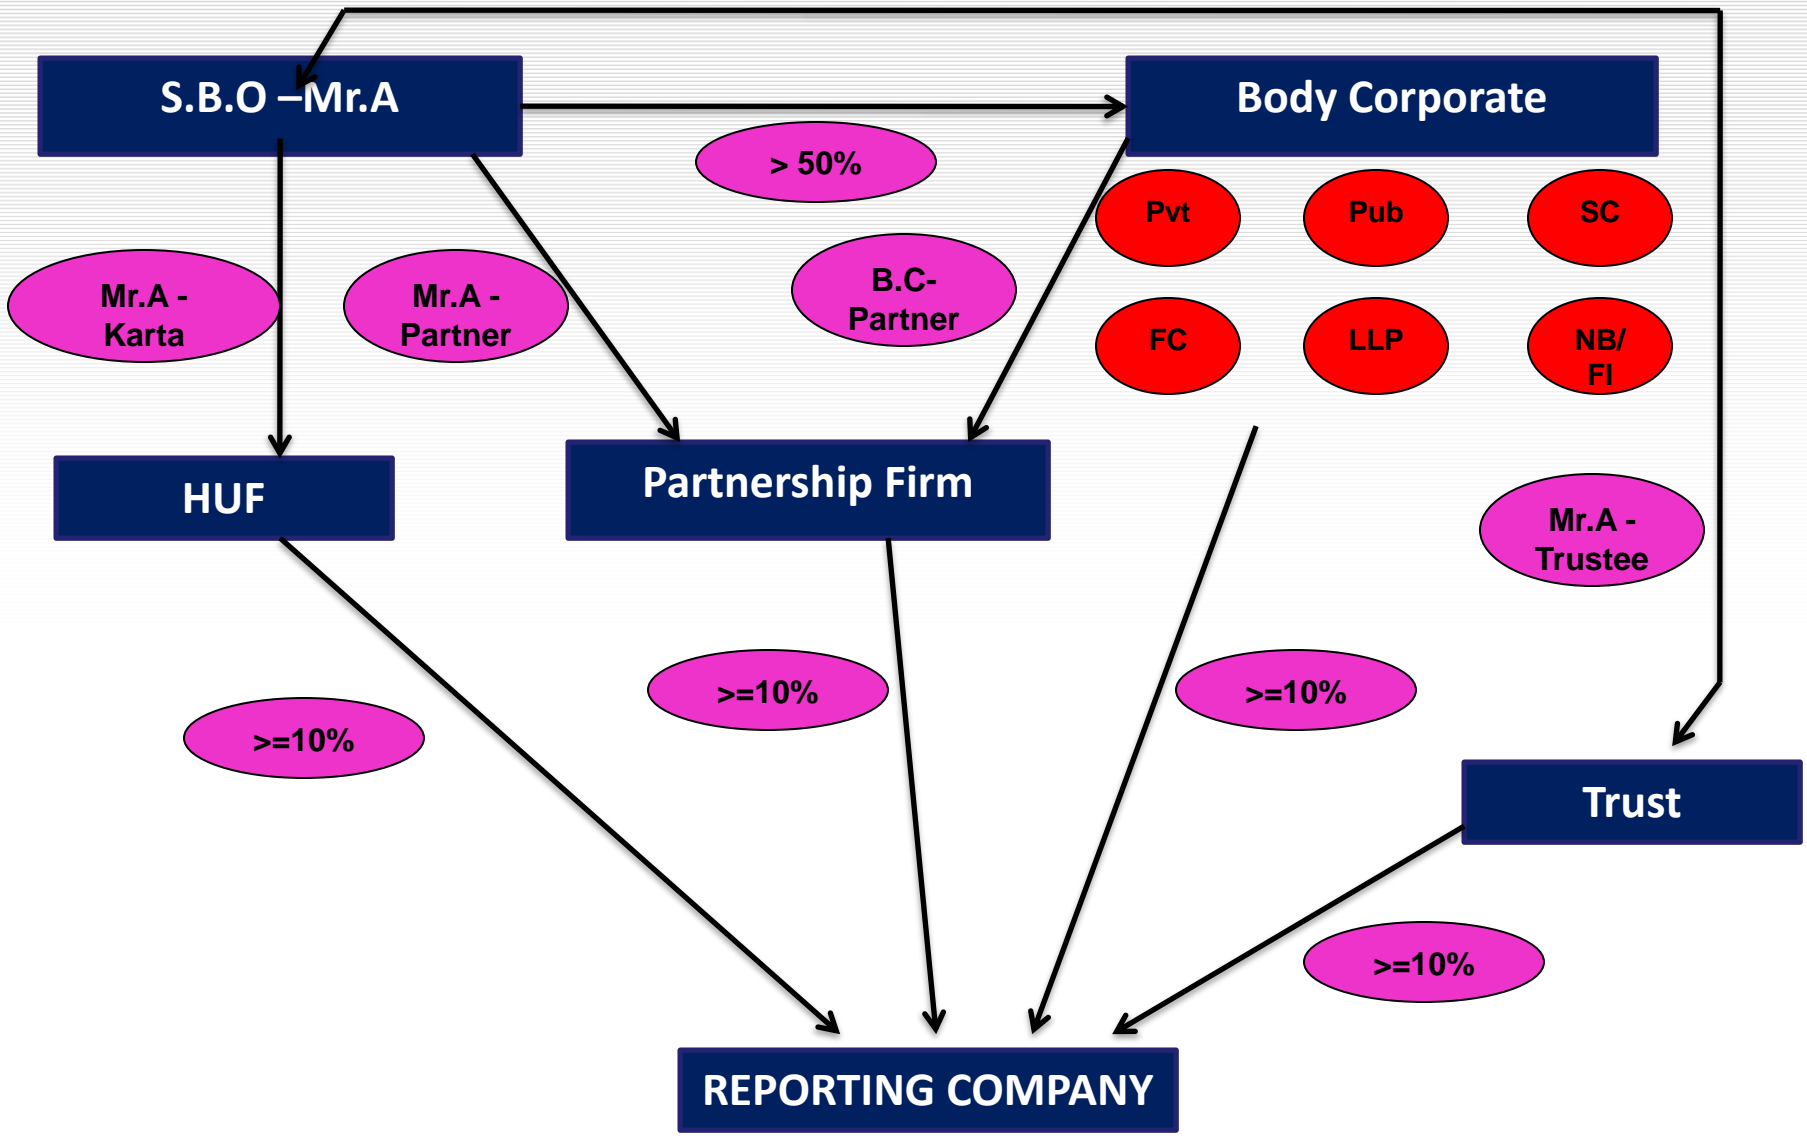 S.B.O –Mr.A
Body Corporate
> 50%
Pvt
Pub
SC
Mr.A -
Karta
Mr.A -
Partner
B.C-
Partner
FC
LLP
NB/
FI
HUF
Partnership Firm
Mr.A -
Trustee
>=10%
>=10%
>=10%
Trust
>=10%
REPORTING COMPANY